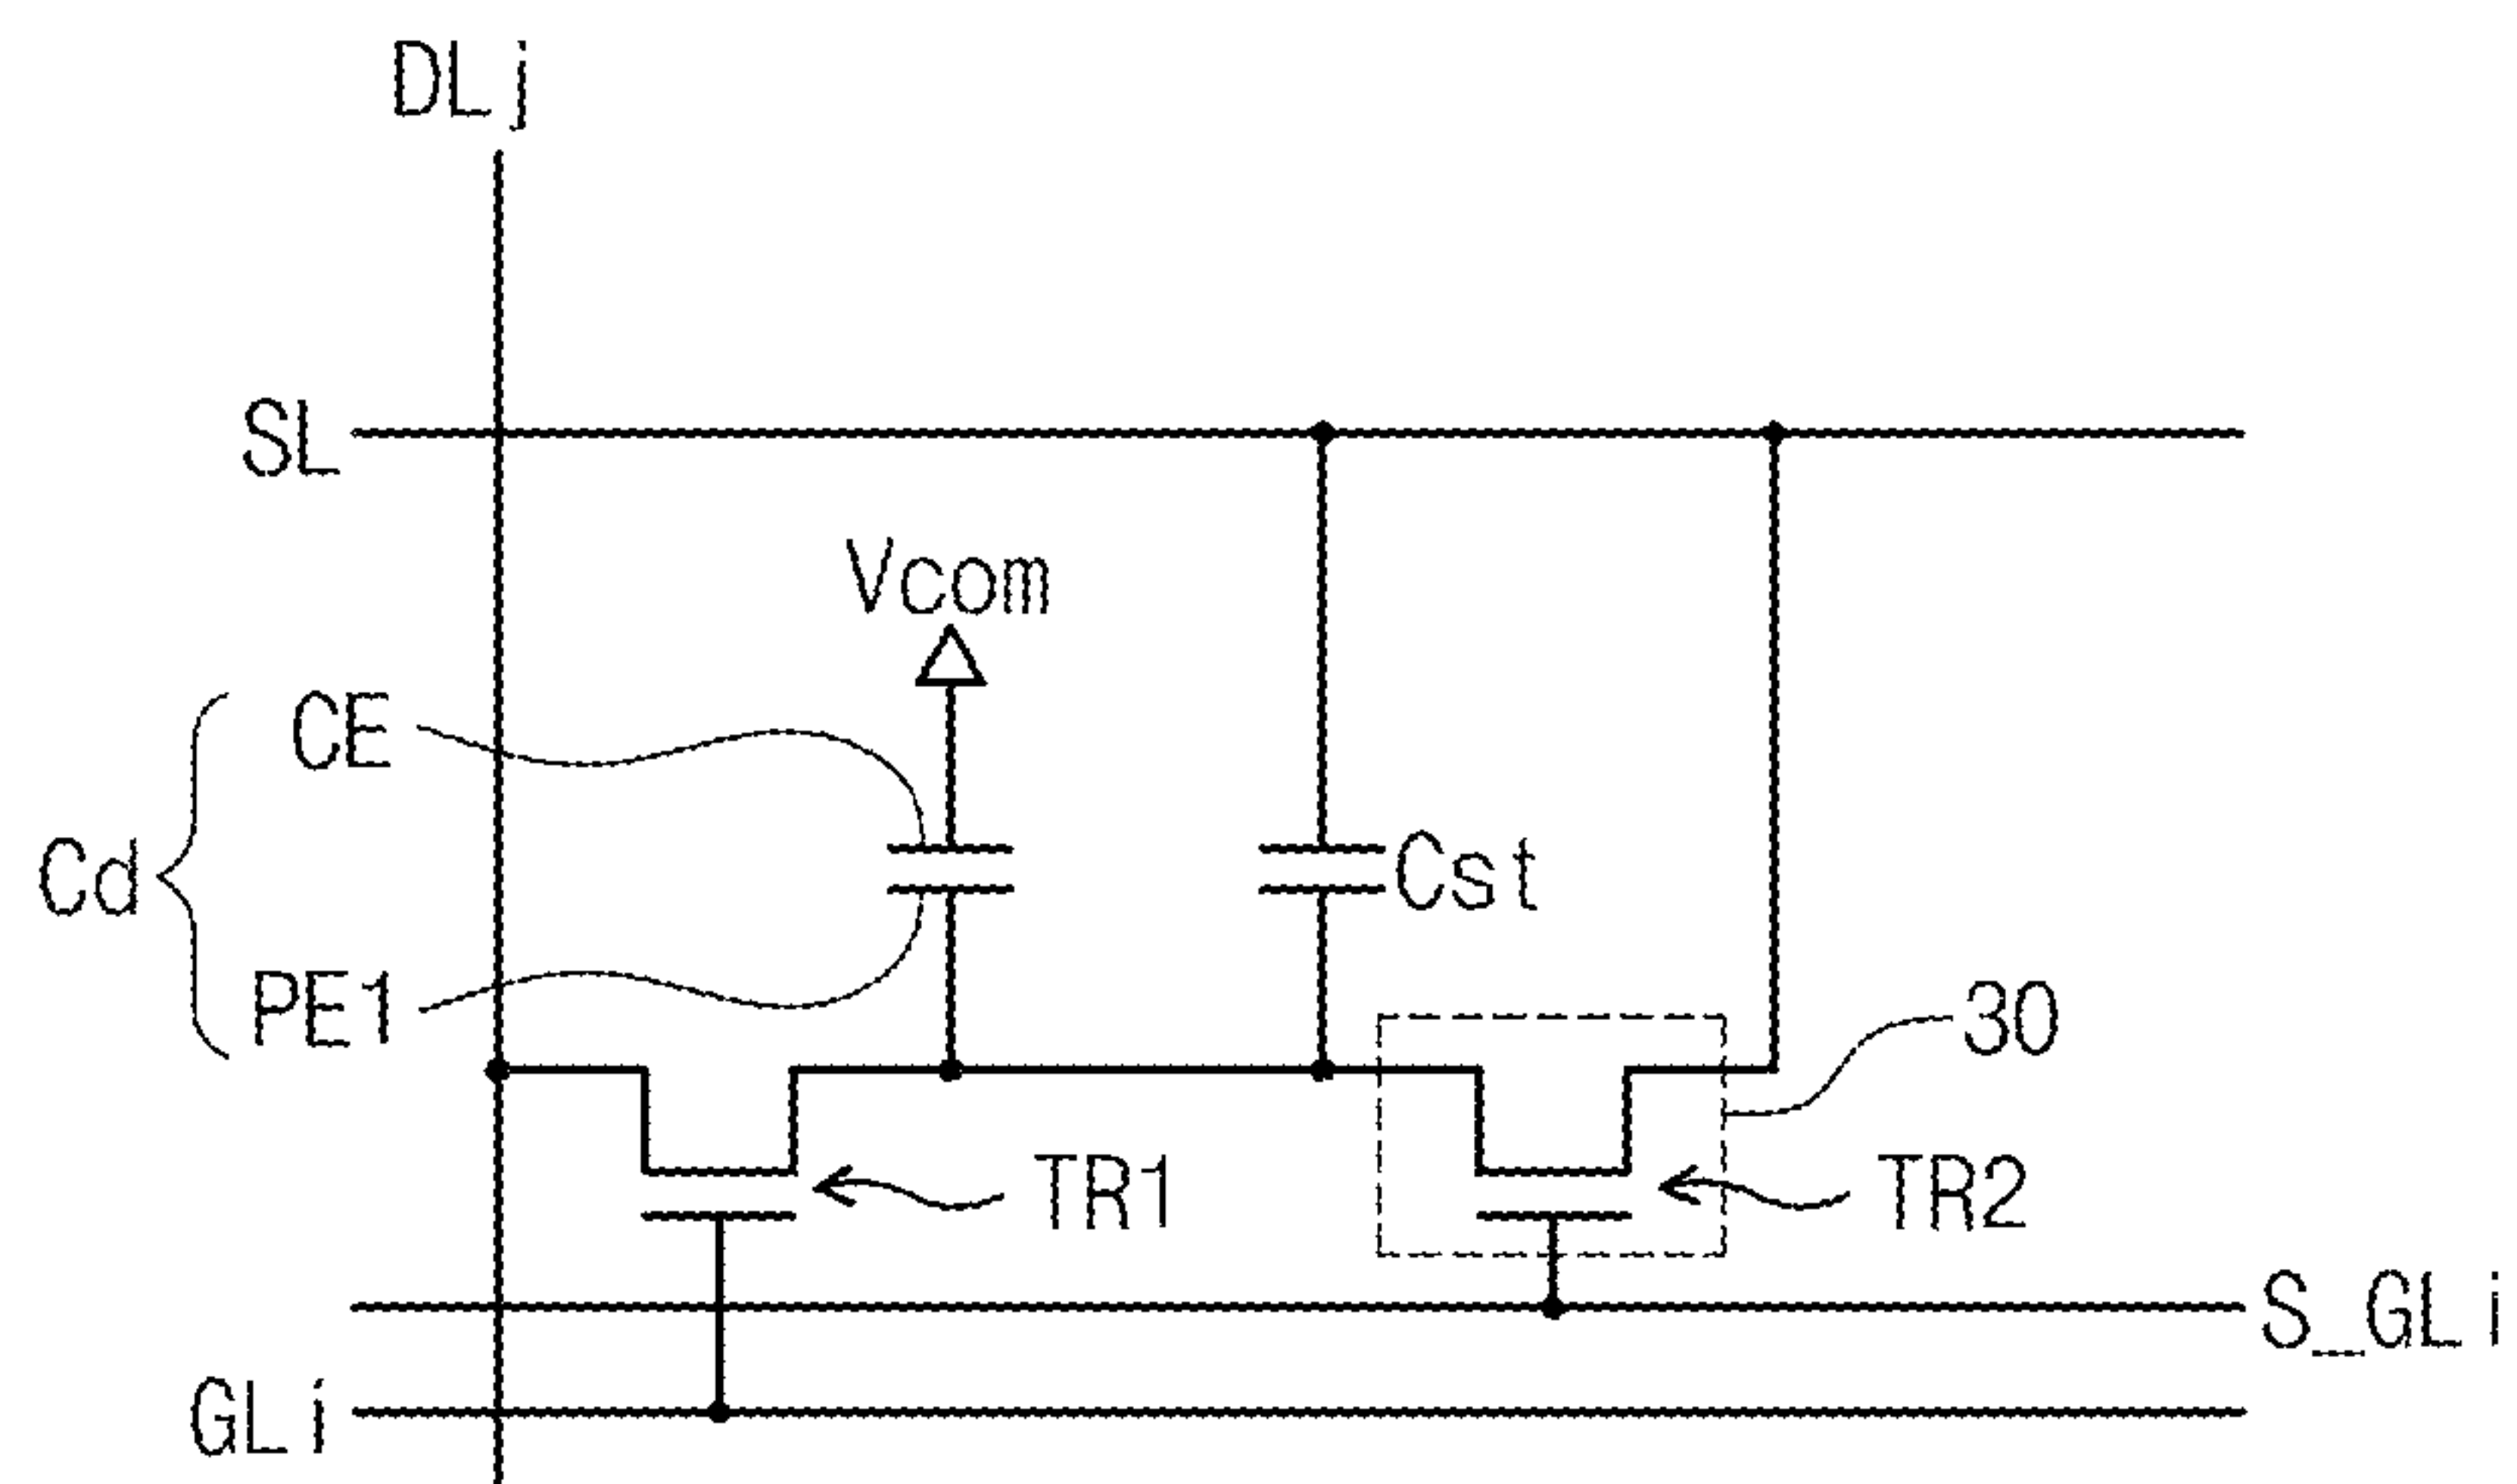 DLj
SL
Vcom
CE
Cd
Cst
PE1
30
TR1
TR2
S_GLi
GLi